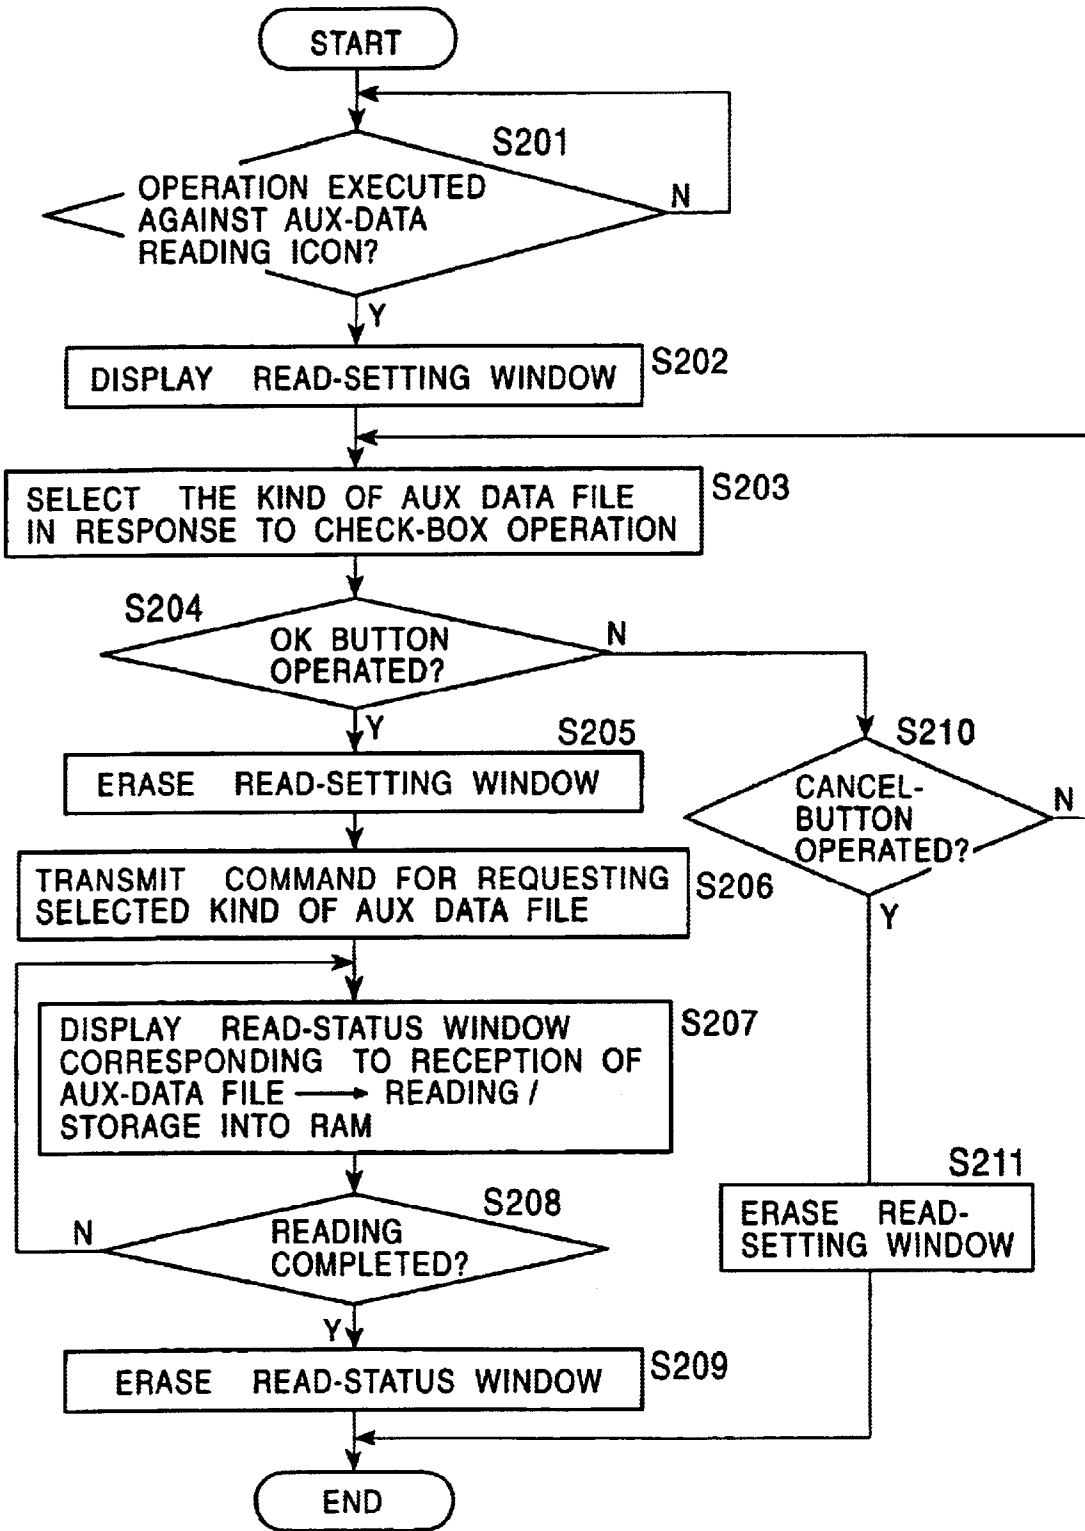 START
S201
OPERATION EXECUTED
AGAINST AUX-DATA
READING ICON?
N
Y
DISPLAY READ-SETTING WINDOW
S202
SELECT THE KIND OF AUX DATA FILE
IN RESPONSE TO CHECK-BOX OPERATION
S203
S204
OK BUTTON
OPERATED?
N
Y
S205
ERASE READ-SETTING WINDOW
S210
CANCEL-
BUTTON
OPERATED?
N
Y
TRANSMIT COMMAND FOR REQUESTING
SELECTED KIND OF AUX DATA FILE
S206
DISPLAY READ-STATUS WINDOW
CORRESPONDING TO RECEPTION OF
AUX-DATA FILE → READING /
STORAGE INTO RAM
S207
S208
READING
COMPLETED?
N
Y
S211
ERASE READ-
SETTING WINDOW
ERASE READ-STATUS WINDOW
S209
END